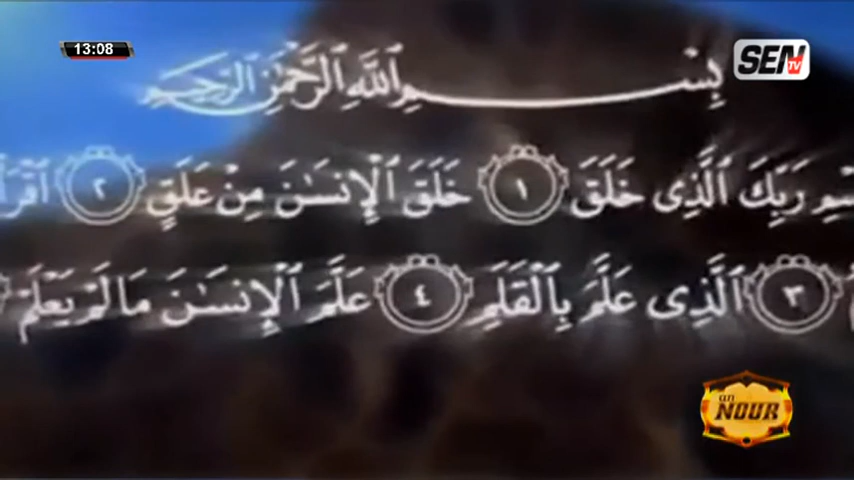 13:08
SEN TV
بِسْمِ ٱللَّهِ ٱلرَّحْمَٰنِ ٱلرَّحِيمِ
سْمِ رَبِّكَ ٱلَّذِى خَلَقَ ١ خَلَقَ ٱلْإِنسَٰنَ مِنْ عَلَقٍ ٢ ٱقْرَأْ
٣ ٱلَّذِى عَلَّمَ بِٱلْقَلَمِ ٤ عَلَّمَ ٱلْإِنسَٰنَ مَا لَمْ يَعْلَمْ
an NOUR